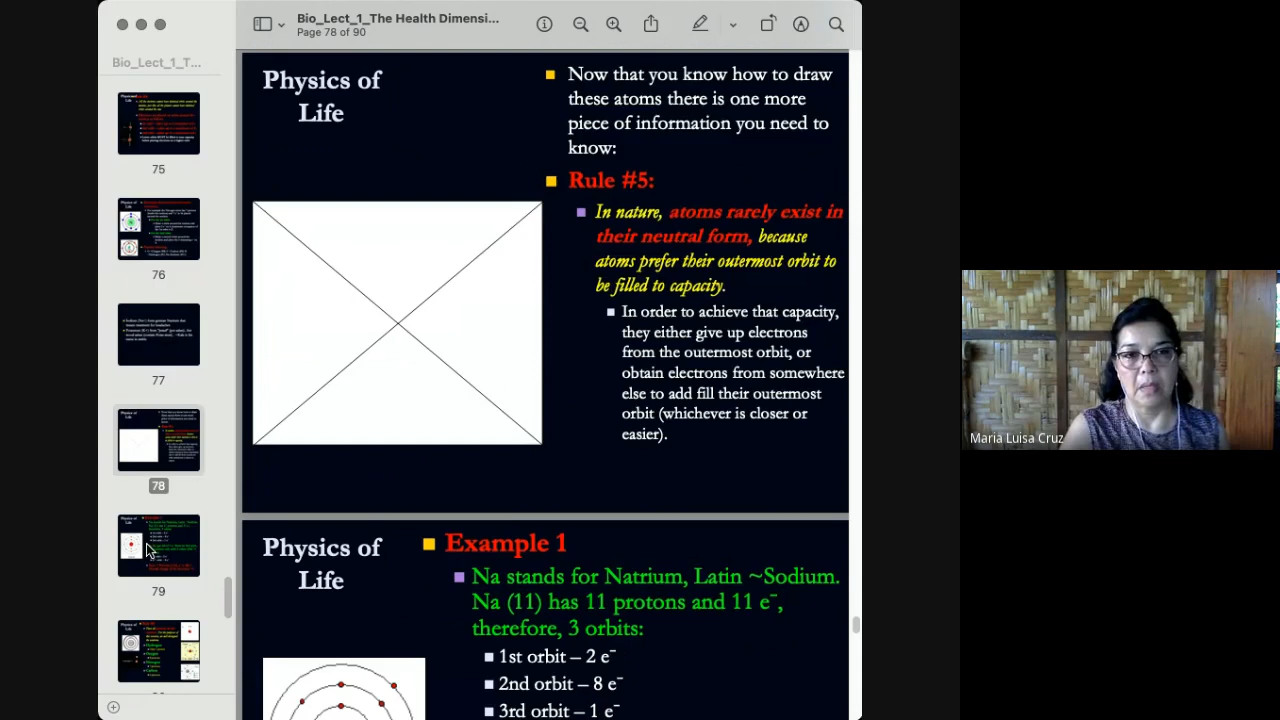 Bio_Lect_1_The Health Dimensi...
Page 78 of 90
Bio_Lect_1_T...
75
76
77
78
79
Physics of
Life
Now that you know how to draw
these atoms there is one more
piece of information you need to
know:
Rule #5:
In nature, atoms rarely exist in
their neutral form, because
atoms prefer their outermost orbit to
be filled to capacity.
In order to achieve that capacity,
they either give up electrons
from the outermost orbit, or
obtain electrons from somewhere
else to add fill their outermost
orbit (whichever is closer or
easier).
Physics of
Life
Example 1
Na stands for Natrium, Latin ~Sodium.
Na (11) has 11 protons and 11 e⁻,
therefore, 3 orbits:
1st orbit – 2 e⁻
2nd orbit – 8 e⁻
3rd orbit – 1 e⁻
Maria Luisa Cruz